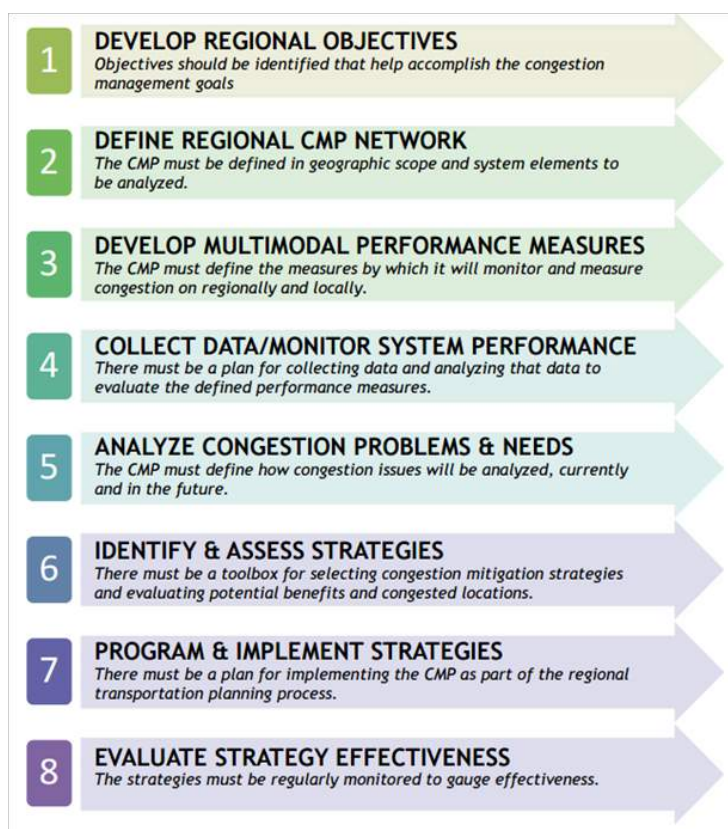 1
DEVELOP REGIONAL OBJECTIVES
Objectives should be identified that help accomplish the congestion
management goals
2
DEFINE REGIONAL CMP NETWORK
The CMP must be defined in geographic scope and system elements to
be analyzed.
3
DEVELOP MULTIMODAL PERFORMANCE MEASURES
The CMP must define the measures by which it will monitor and measure
congestion on regionally and locally.
4
COLLECT DATA/MONITOR SYSTEM PERFORMANCE
There must be a plan for collecting data and analyzing that data to
evaluate the defined performance measures.
5
ANALYZE CONGESTION PROBLEMS & NEEDS
The CMP must define how congestion issues will be analyzed, currently
and in the future.
6
IDENTIFY & ASSESS STRATEGIES
There must be a toolbox for selecting congestion mitigation strategies
and evaluating potential benefits and congested locations.
7
PROGRAM & IMPLEMENT STRATEGIES
There must be a plan for implementing the CMP as part of the regional
transportation planning process.
8
EVALUATE STRATEGY EFFECTIVENESS
The strategies must be regularly monitored to gauge effectiveness.